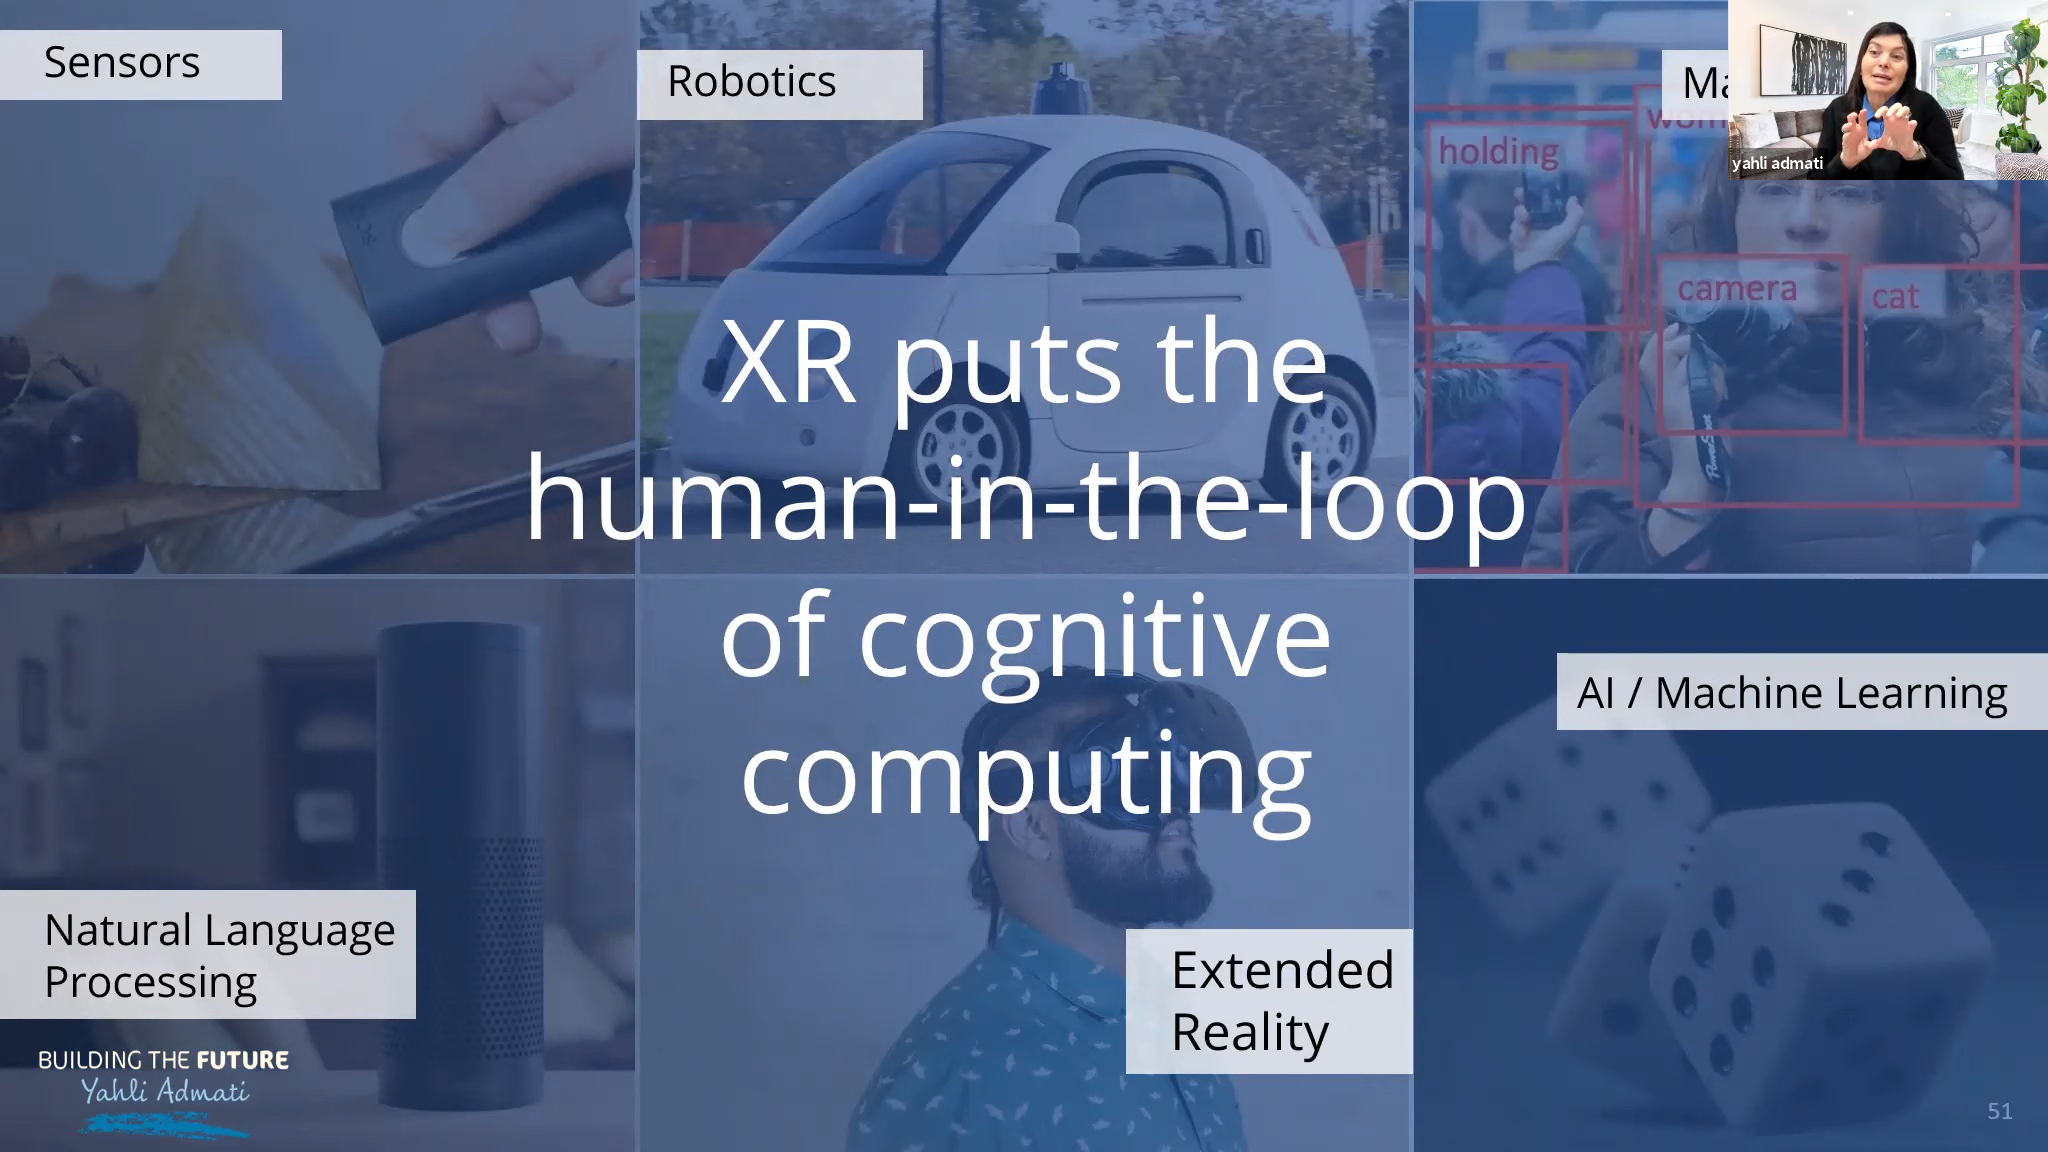 Sensors
Robotics
yahli admati
holding
camera
cat
XR puts the
human-in-the-loop
of cognitive
computing
PowerShot
AI / Machine Learning
Natural Language
Processing
Extended
Reality
BUILDING THE FUTURE
Yahli Admati
51